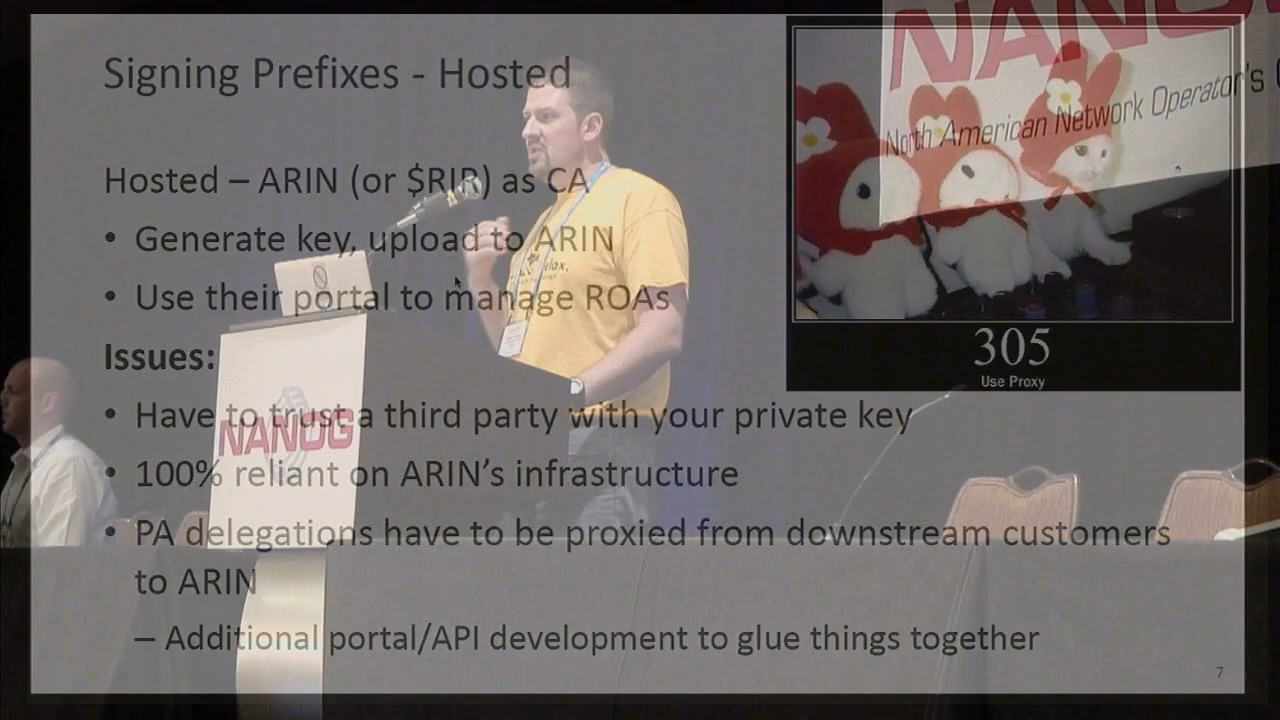 Signing Prefixes - Hosted
Hosted – ARIN (or $RIR) as CA
• Generate key, upload to ARIN
• Use their portal to manage ROAs
Issues:
• Have to trust a third party with your private key
• 100% reliant on ARIN's infrastructure
• PA delegations have to be proxied from downstream customers
to ARIN
– Additional portal/API development to glue things together
7
305
Use Proxy
NANOG
North American Network Operator's
NANOG